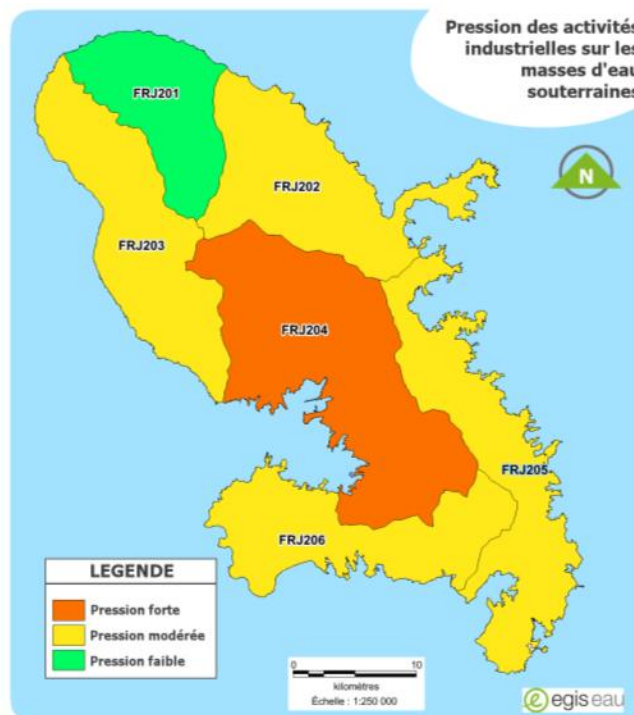 Pression des activités
industrielles sur les
masses d'eau
souterraines
N
FRJ201
FRJ202
FRJ203
FRJ204
FRJ205
FRJ206
LEGENDE
Pression forte
Pression modérée
Pression faible
0 10
kilomètres
Échelle : 1:250 000
egis eau